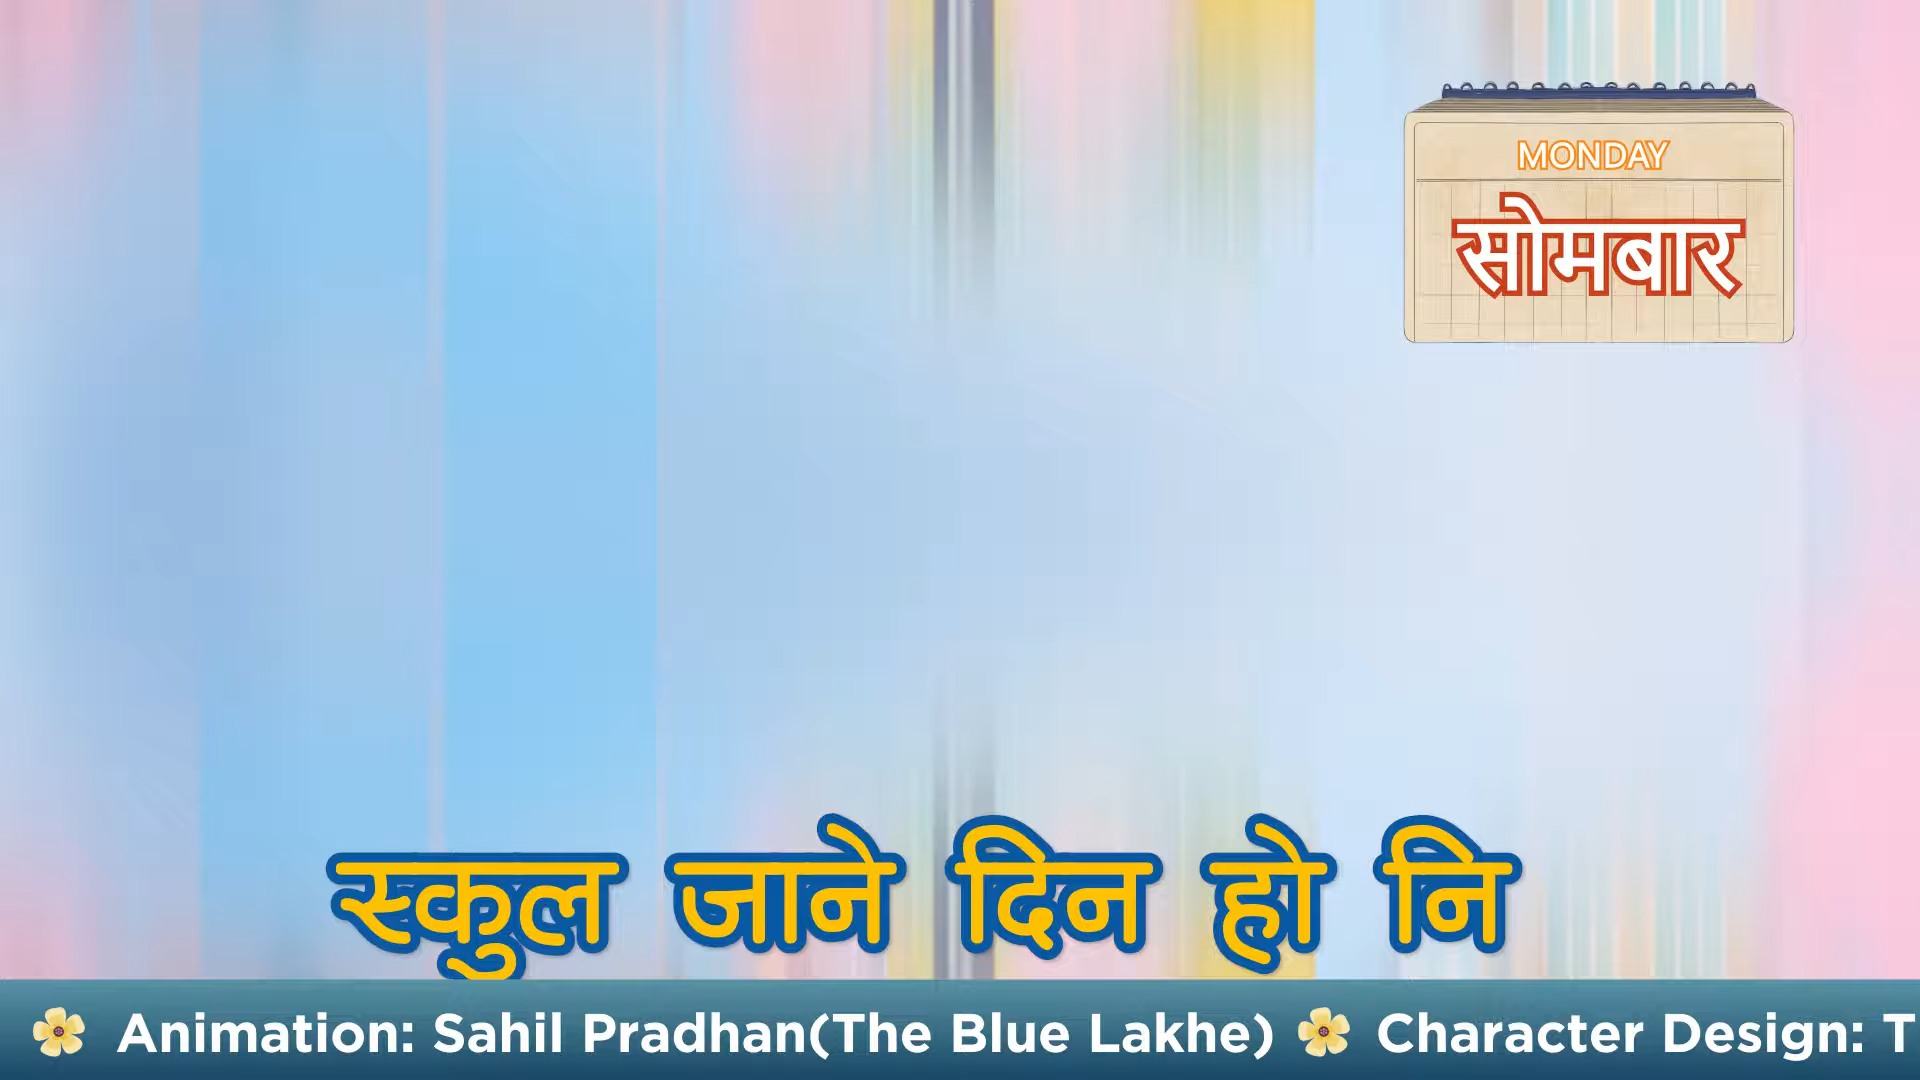 MONDAY
सोमबार
स्कुल जाने दिन हो नि
Animation: Sahil Pradhan(The Blue Lakhe) Character Design: T